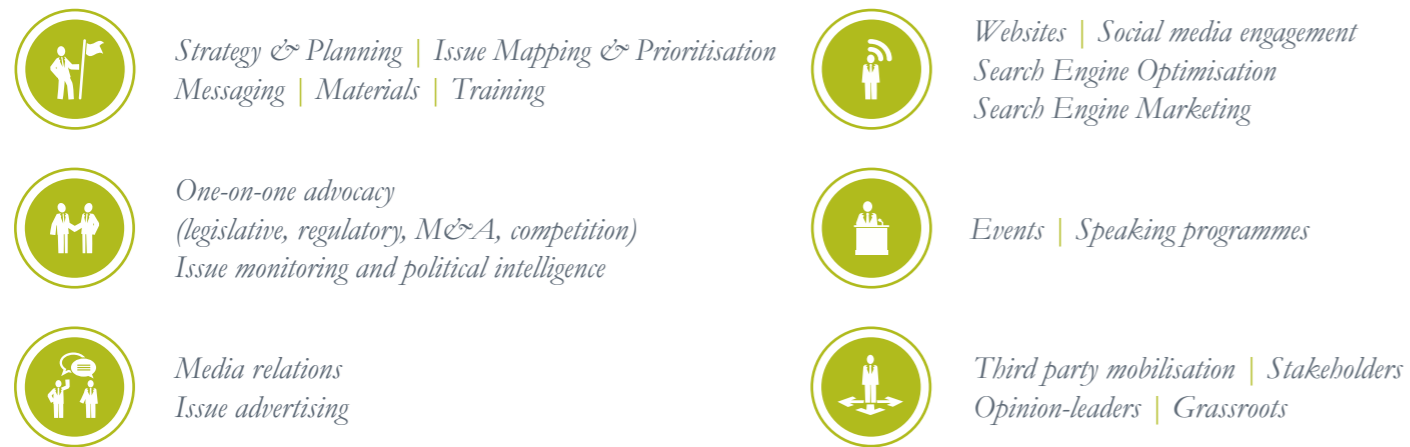 Strategy & Planning | Issue Mapping & Prioritisation
Messaging | Materials | Training
One-on-one advocacy
(legislative, regulatory, M&A, competition)
Issue monitoring and political intelligence
Media relations
Issue advertising
Websites | Social media engagement
Search Engine Optimisation
Search Engine Marketing
Events | Speaking programmes
Third party mobilisation | Stakeholders
Opinion-leaders | Grassroots